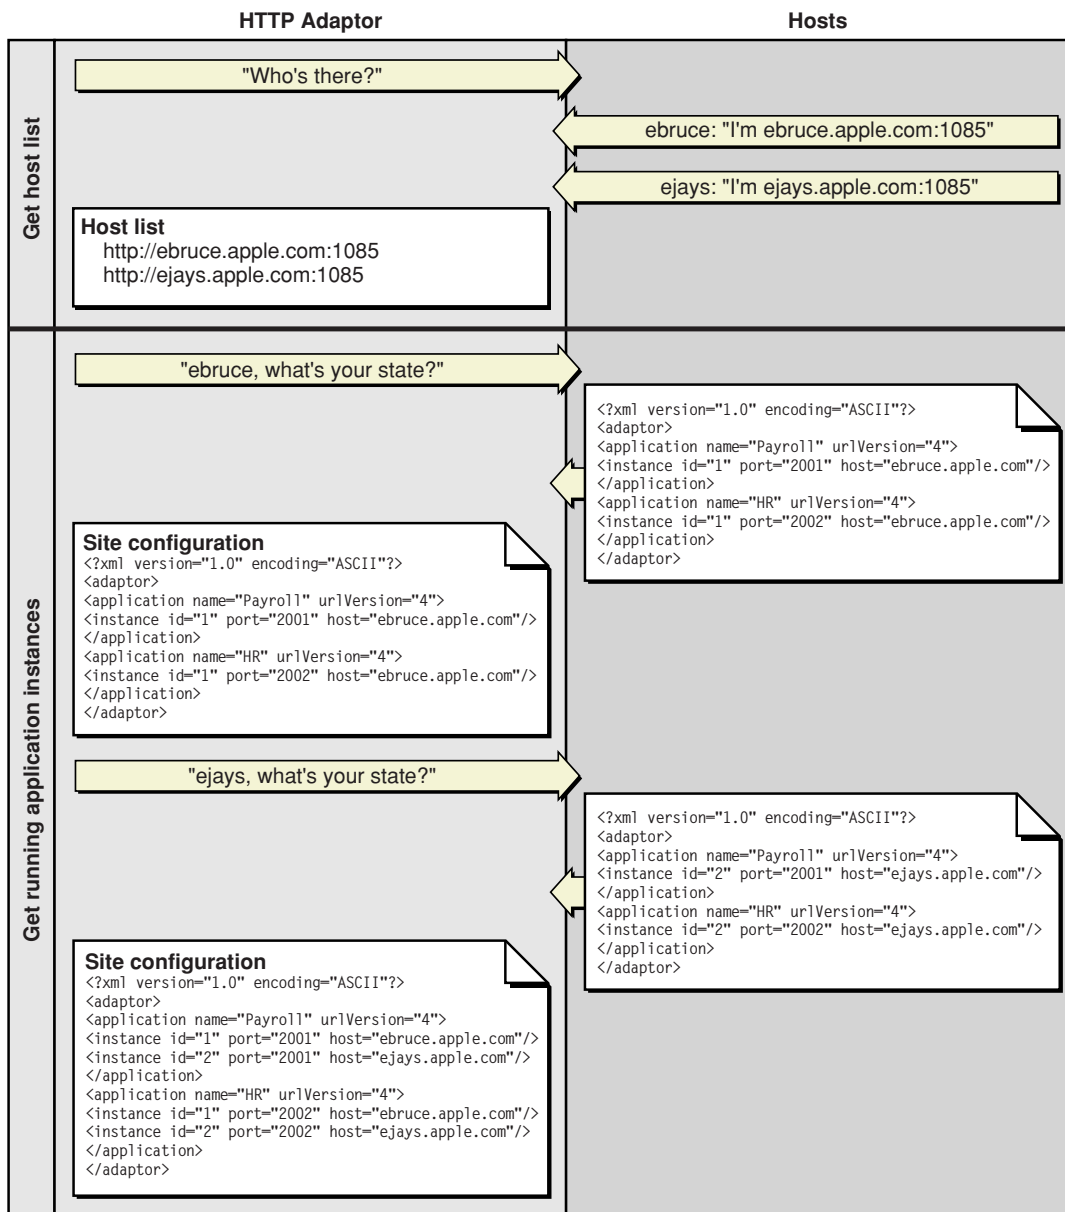 HTTP Adaptor
Hosts
Get host list
"Who's there?"
ebruce: "I'm ebruce.apple.com:1085"
ejays: "I'm ejays.apple.com:1085"
Host list
http://ebruce.apple.com:1085
http://ejays.apple.com:1085
Get running application instances
"ebruce, what's your state?"
<?xml version="1.0" encoding="ASCII"?>
<adaptor>
<application name="Payroll" urlVersion="4">
<instance id="1" port="2001" host="ebruce.apple.com"/>
</application>
<application name="HR" urlVersion="4">
<instance id="1" port="2002" host="ebruce.apple.com"/>
</application>
</adaptor>
Site configuration
<?xml version="1.0" encoding="ASCII"?>
<adaptor>
<application name="Payroll" urlVersion="4">
<instance id="1" port="2001" host="ebruce.apple.com"/>
</application>
<application name="HR" urlVersion="4">
<instance id="1" port="2002" host="ebruce.apple.com"/>
</application>
</adaptor>
"ejays, what's your state?"
<?xml version="1.0" encoding="ASCII"?>
<adaptor>
<application name="Payroll" urlVersion="4">
<instance id="2" port="2001" host="ejays.apple.com"/>
</application>
<application name="HR" urlVersion="4">
<instance id="2" port="2002" host="ejays.apple.com"/>
</application>
</adaptor>
Site configuration
<?xml version="1.0" encoding="ASCII"?>
<adaptor>
<application name="Payroll" urlVersion="4">
<instance id="1" port="2001" host="ebruce.apple.com"/>
<instance id="2" port="2001" host="ejays.apple.com"/>
</application>
<application name="HR" urlVersion="4">
<instance id="1" port="2002" host="ebruce.apple.com"/>
<instance id="2" port="2002" host="ejays.apple.com"/>
</application>
</adaptor>